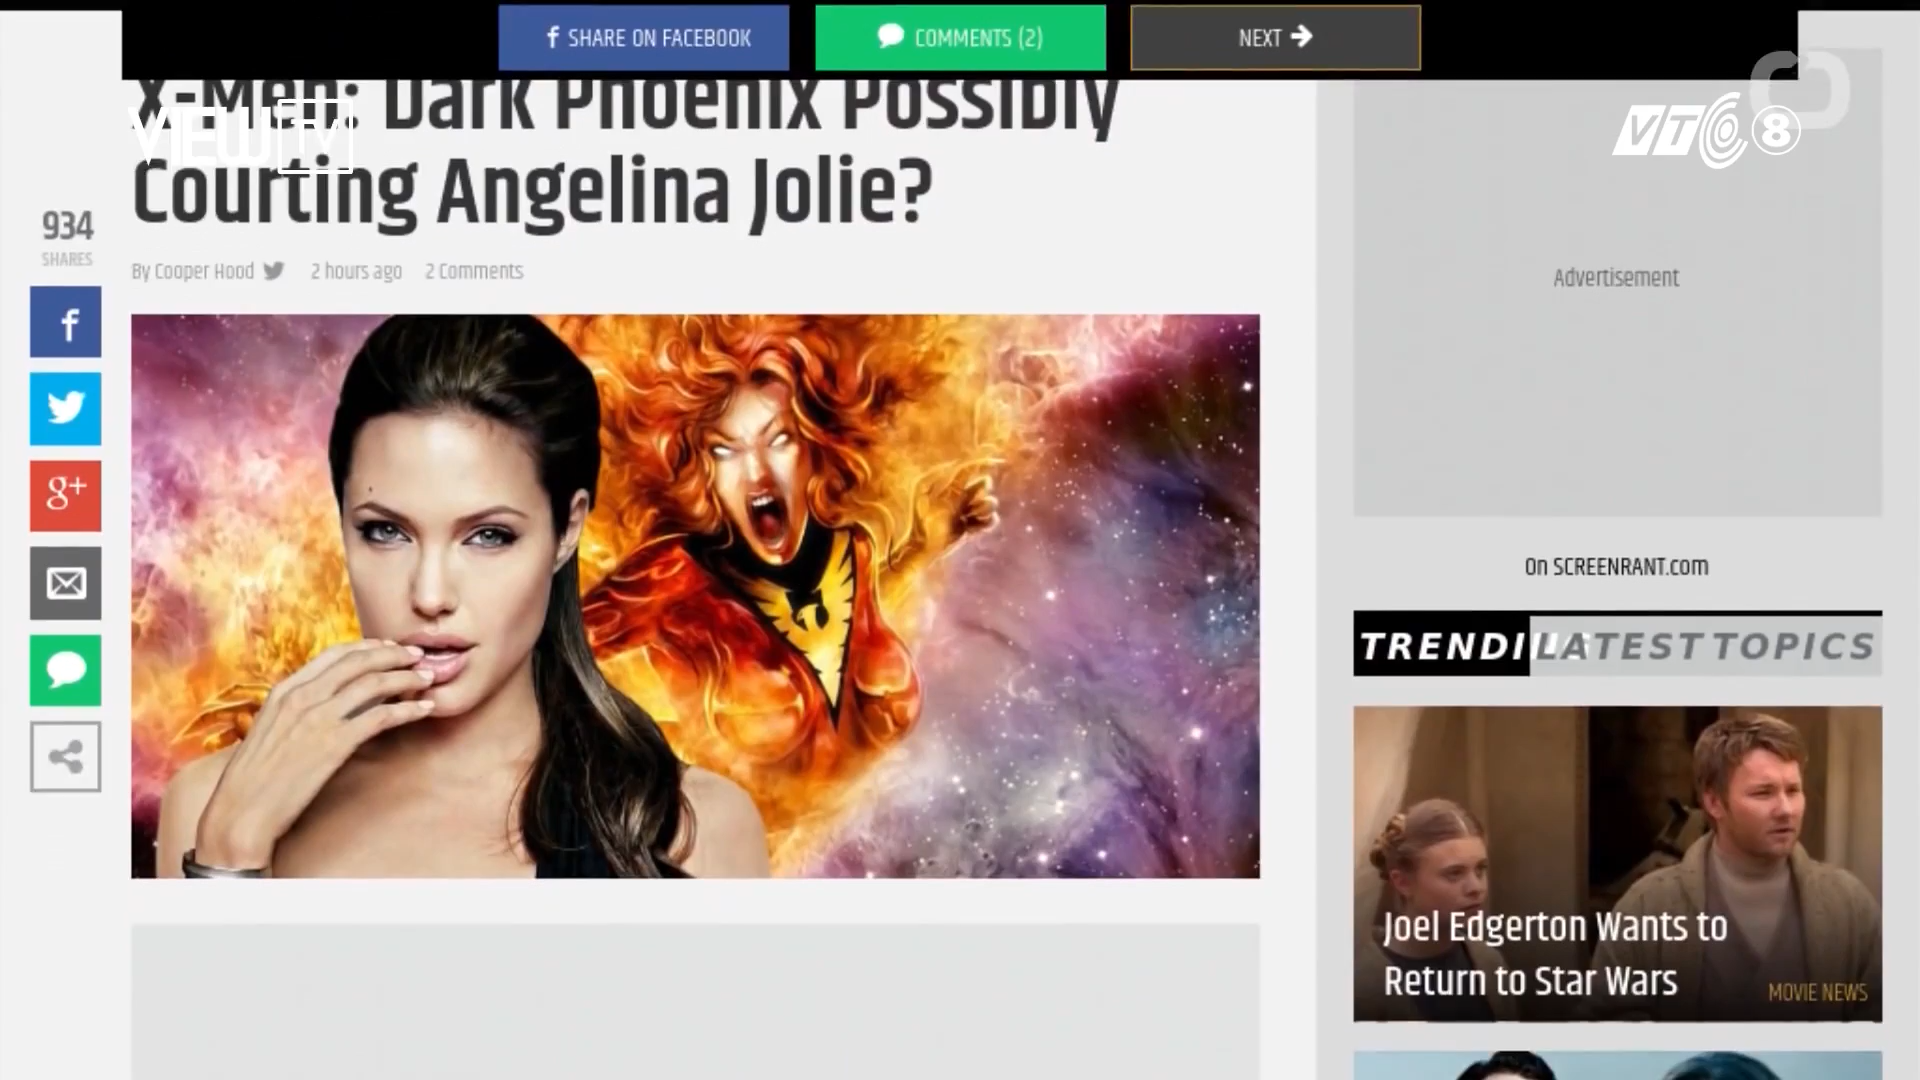 SHARE ON FACEBOOK
COMMENTS (2)
NEXT
X-Men: Dark Phoenix Possibly
Courting Angelina Jolie?
VIEW TV
VTC 8
934
SHARES
By Cooper Hood
2 hours ago
2 Comments
f
g+
Advertisement
On SCREENRANT.com
TRENDI
LATEST
TOPICS
Joel Edgerton Wants to
Return to Star Wars
MOVIE NEWS